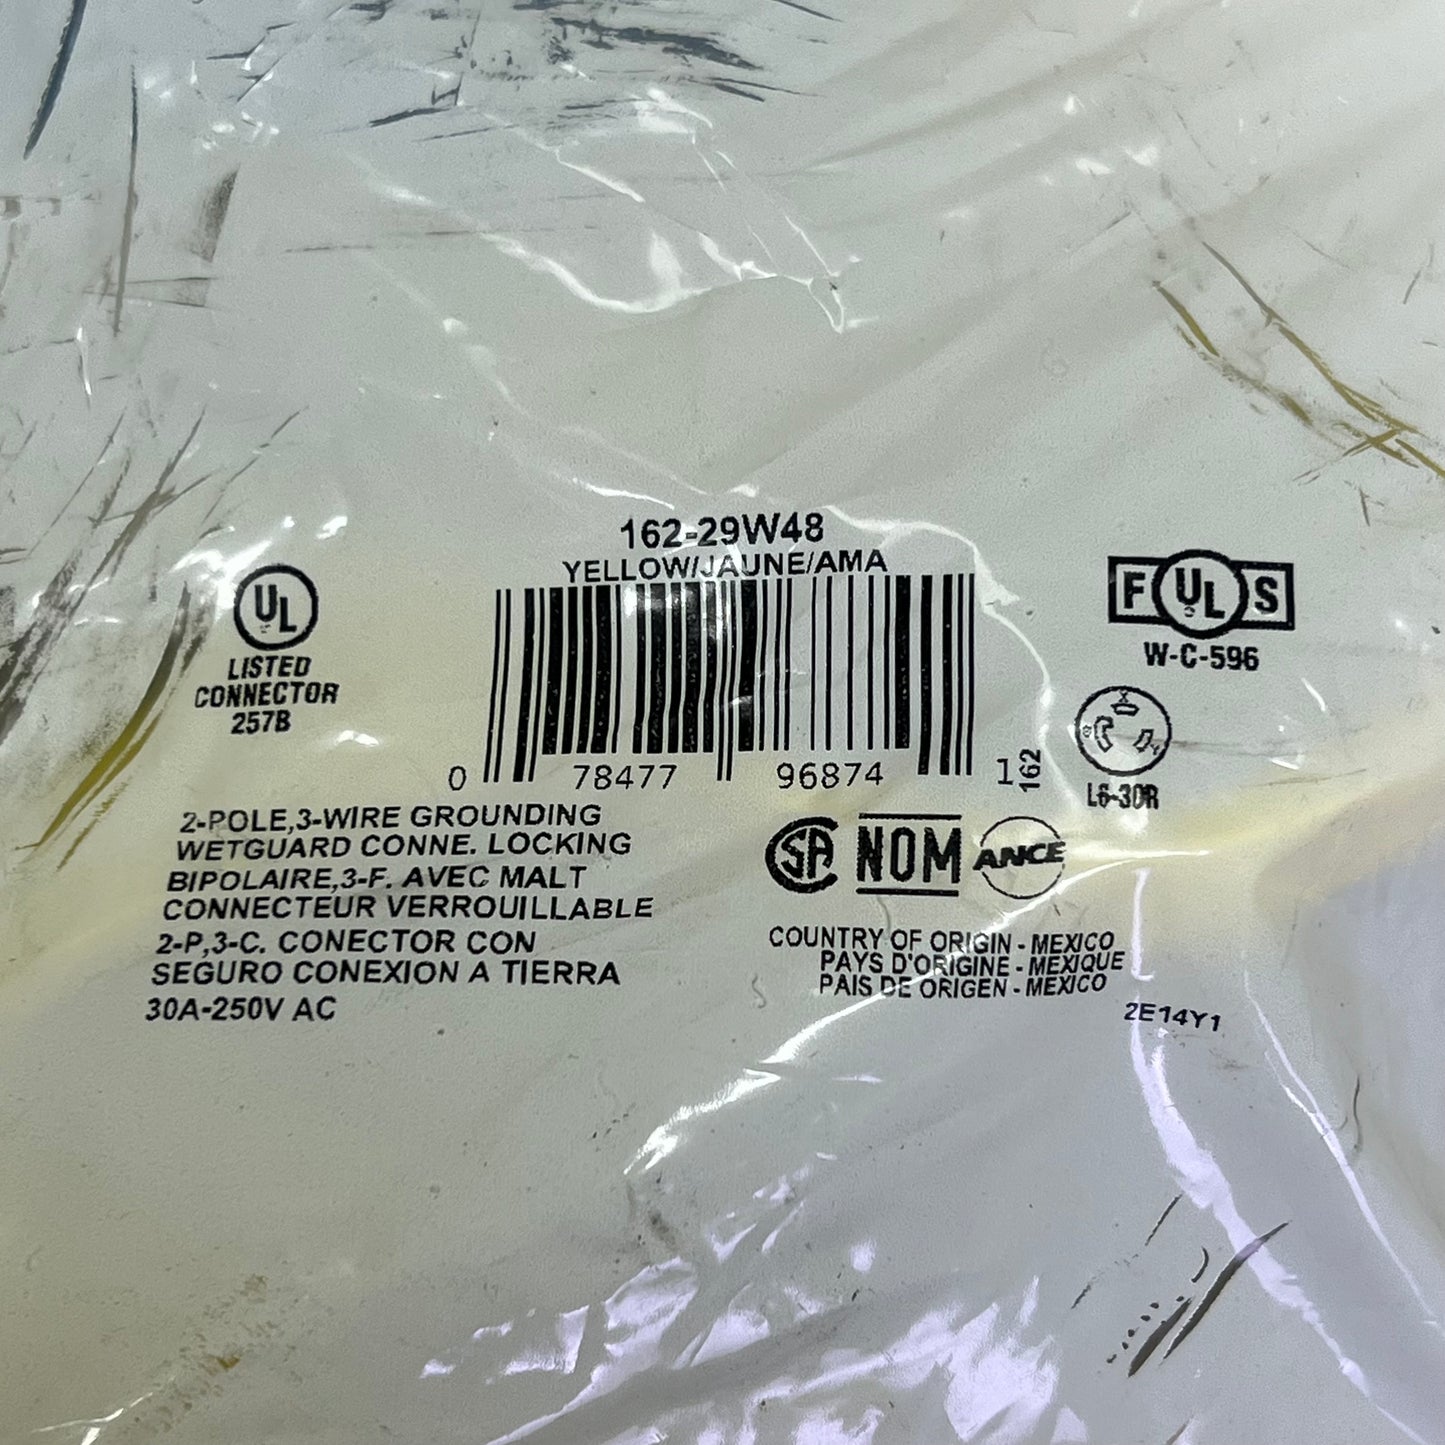 162-29W48
YELLOW/JAUNE/AMA
UL
LISTED
CONNECTOR
257B
0 78477 96874 1
162
F UL S
W-C-596
X
L6-30R
2-POLE,3-WIRE GROUNDING
WETGUARD CONNE. LOCKING
BIPOLAIRE,3-F. AVEC MALT
CONNECTEUR VERROUILLABLE
2-P,3-C. CONECTOR CON
SEGURO CONEXION A TIERRA
30A-250V AC
SA NOM ANCE
COUNTRY OF ORIGIN - MEXICO
PAYS D'ORIGINE - MEXIQUE
PAIS DE ORIGEN - MEXICO
2E14Y1